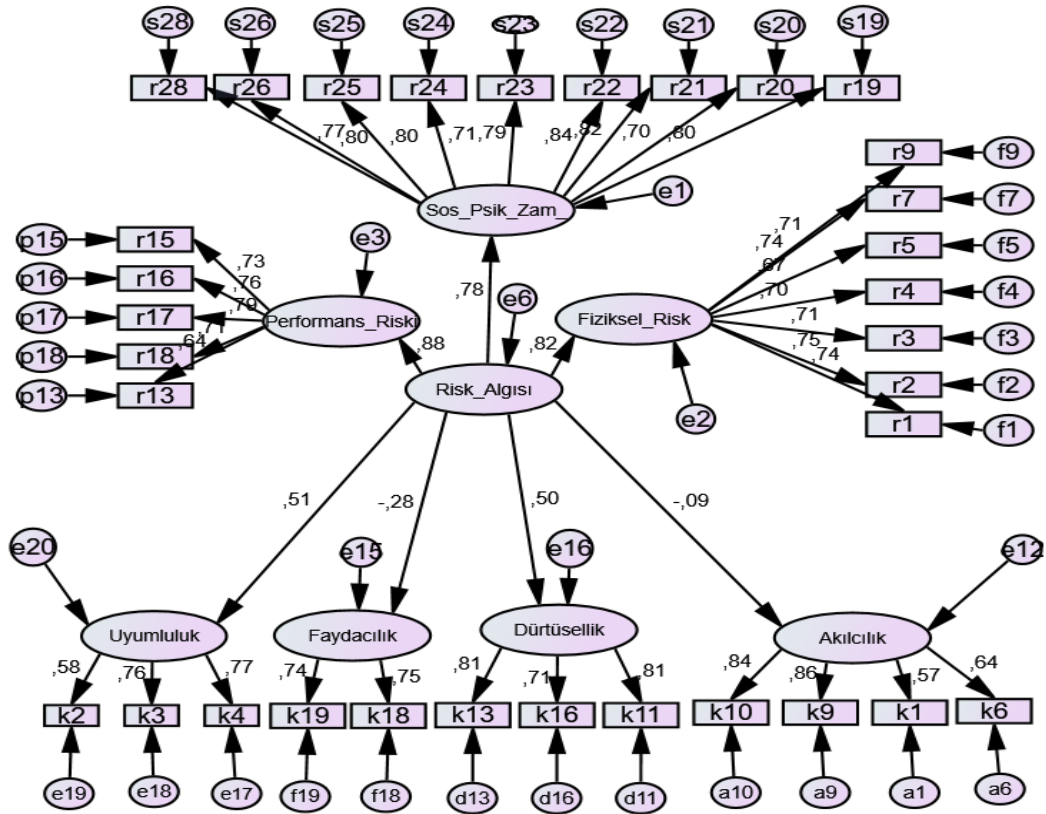 s28 s26 s25 s24 s23 s22 s21 s20 s19
r28 r26 r25 r24 r23 r22 r21 r20 r19
,77 ,80 ,80 ,71 ,79 ,84 ,82 ,70 ,80
Sos_Psik_Zam_ e1
r9 f9
r7 f7
r5 f5
r4 f4
r3 f3
r2 f2
r1 f1
,71
,74
,67
,70
,71
,75
,74
p15 r15
p16 r16
p17 r17
p18 r18
p13 r13
,73
,76
,79
,71
,64
e3
Performans_Riski
,78
e6
Fiziksel_Risk
,88
,82
Risk_Algısı
e2
,51 -,28 ,50 -,09
e20 e15 e16 e12
Uyumluluk Faydacılık Dürtüsellik Akılcılık
,58 ,76 ,77 ,74 ,75 ,81 ,71 ,81 ,84 ,86 ,57 ,64
k2 k3 k4 k19 k18 k13 k16 k11 k10 k9 k1 k6
e19 e18 e17 f19 f18 d13 d16 d11 a10 a9 a1 a6